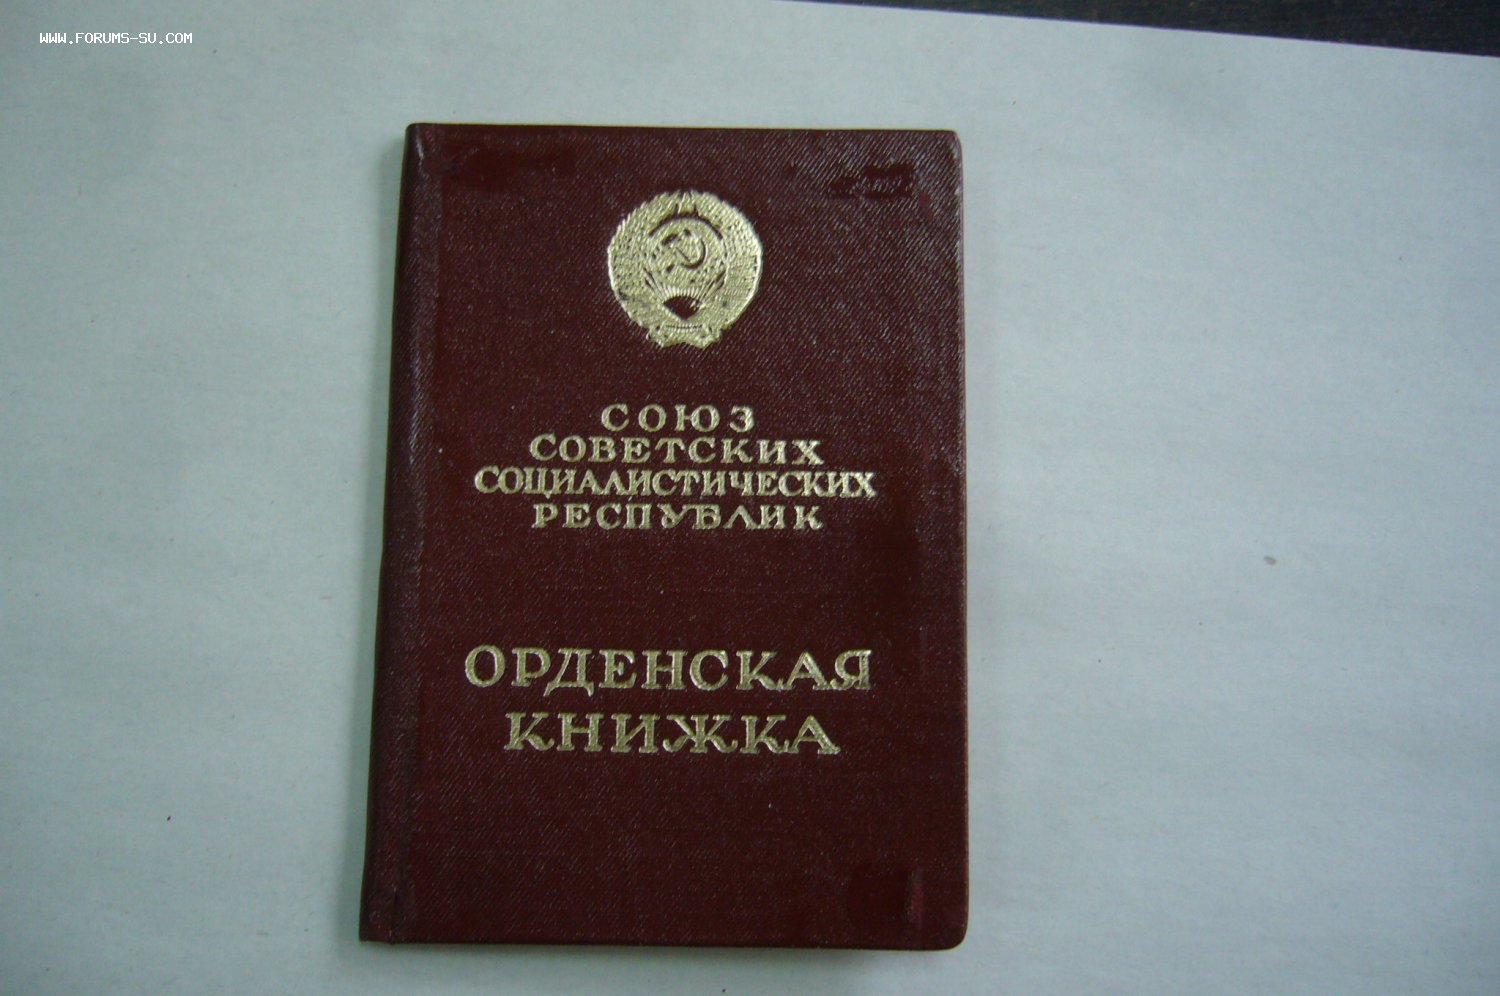 WWW.FORUMS-SU.COM
СОЮЗ
СОВЕТСКИХ
СОЦИАЛИСТИЧЕСКИХ
РЕСПУБЛИК
ОРДЕНСКАЯ
КНИЖКА